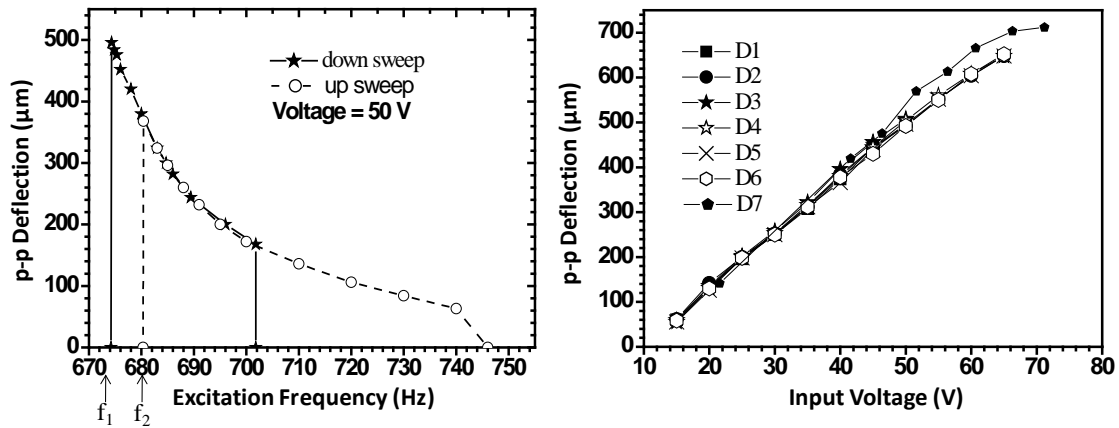 p-p Deflection (µm)
500
400
300
200
100
0
down sweep
up sweep
Voltage = 50 V
670 680 690 700 710 720 730 740 750
f1 f2
Excitation Frequency (Hz)
p-p Deflection (µm)
700
600
500
400
300
200
100
0
D1
D2
D3
D4
D5
D6
D7
10 20 30 40 50 60 70 80
Input Voltage (V)